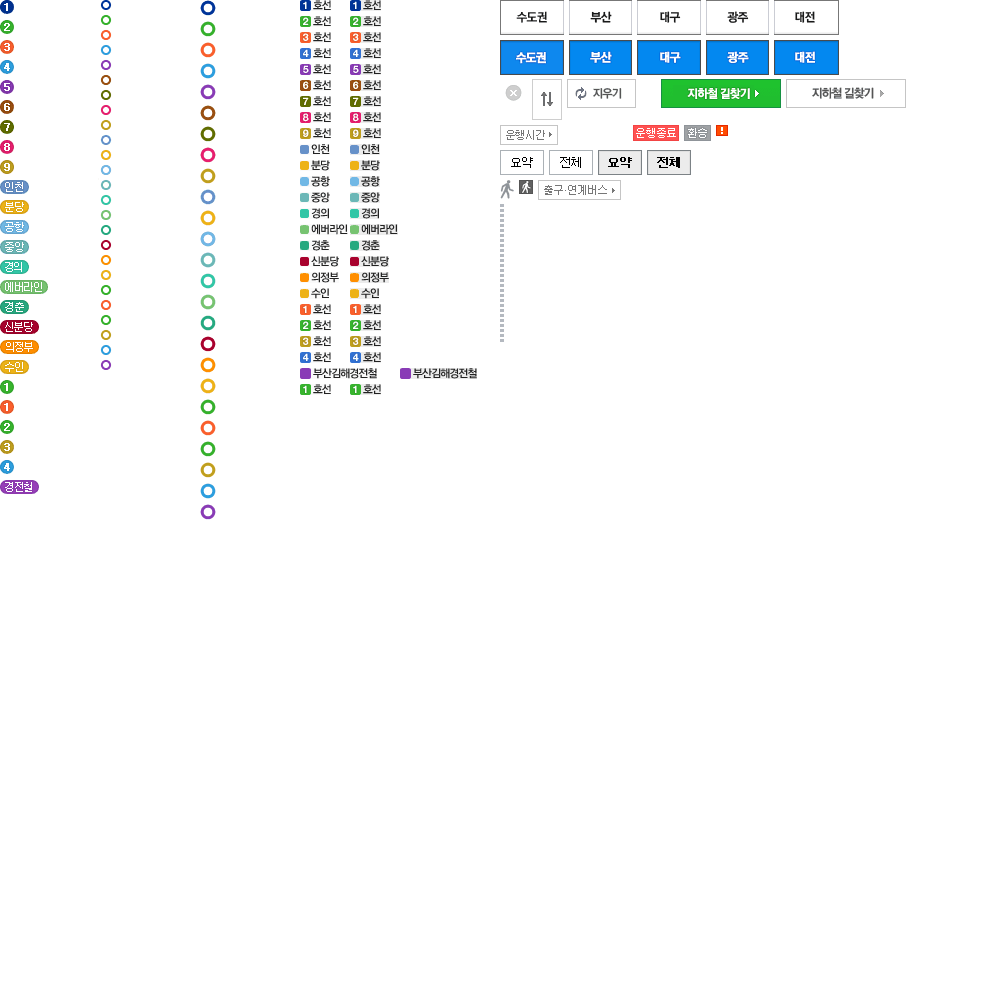 1
2
3
4
5
6
7
8
9
인천
분당
공항
중앙
경의
에버라인
경춘
신분당
의정부
수인
1
1
2
3
4
경전철
1 호선 1 호선
2 호선 2 호선
3 호선 3 호선
4 호선 4 호선
5 호선 5 호선
6 호선 6 호선
7 호선 7 호선
8 호선 8 호선
9 호선 9 호선
인천 인천
분당 분당
공항 공항
중앙 중앙
경의 경의
에버라인 에버라인
경춘 경춘
신분당 신분당
의정부 의정부
수인 수인
1 호선 1 호선
2 호선 2 호선
3 호선 3 호선
4 호선 4 호선
부산김해경전철 부산김해경전철
1 호선 1 호선
수도권 부산 대구 광주 대전
수도권 부산 대구 광주 대전
지우기 지하철 길찾기 지하철 길찾기
운행시간 운행종료 환승 !
요약 전체 요약 전체
출구·연계버스